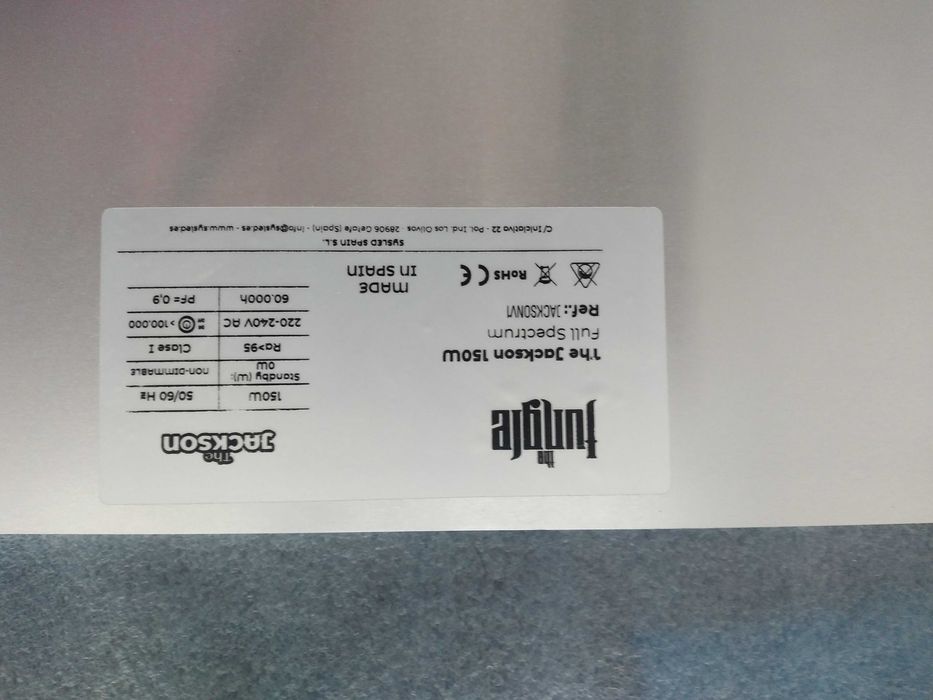 the
Jungle
The Jackson 150W
Full Spectrum
Ref.: JACKSONV1
RoHS CE
MADE
IN SPAIN
The
JACKSON
150W 50/60 Hz
Standby (W):
0W non-DIMMABLE
Ra>95 Close I
220-240V AC >100.000
60.000h PF= 0,9
SYSLED SPAIN S.L.
C/Iniciativa 22 - Pol. Ind. Los Olivos - 28906 Getafe (Spain) - info@sysled.es - www.sysled.es